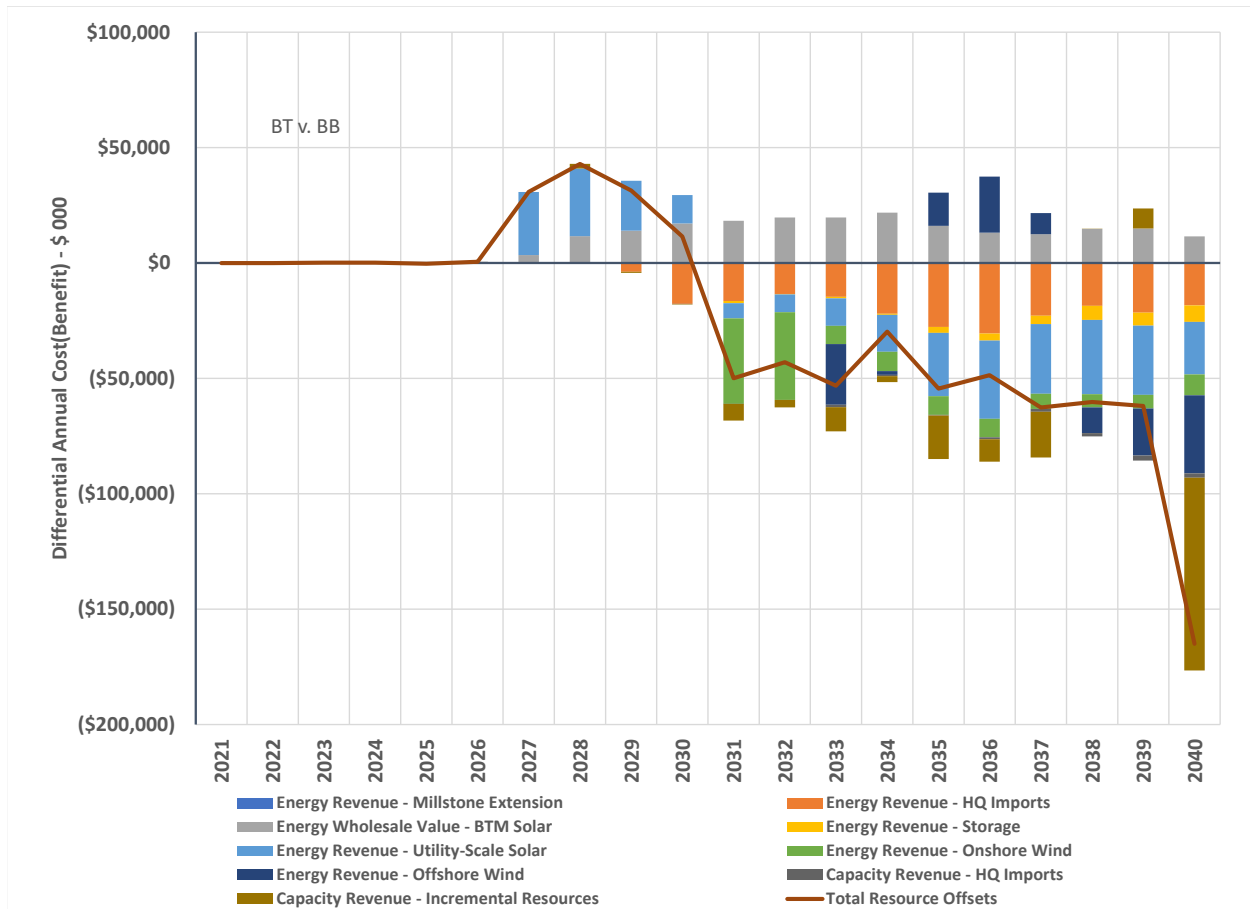 $100,000
$50,000
$0
($50,000)
($100,000)
($150,000)
($200,000)
Differential Annual Cost(Benefit) - $ 000
BT v. BB
2021
2022
2023
2024
2025
2026
2027
2028
2029
2030
2031
2032
2033
2034
2035
2036
2037
2038
2039
2040
Energy Revenue - Millstone Extension
Energy Revenue - HQ Imports
Energy Wholesale Value - BTM Solar
Energy Revenue - Storage
Energy Revenue - Utility-Scale Solar
Energy Revenue - Onshore Wind
Energy Revenue - Offshore Wind
Capacity Revenue - HQ Imports
Capacity Revenue - Incremental Resources
Total Resource Offsets